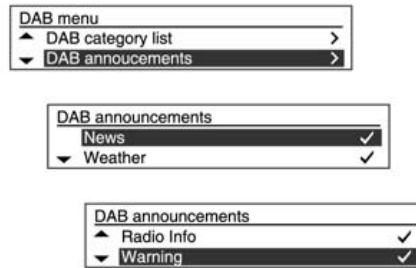 DAB menu
DAB category list
DAB annoucements
DAB announcements
News
Weather
DAB announcements
Radio Info
Warning